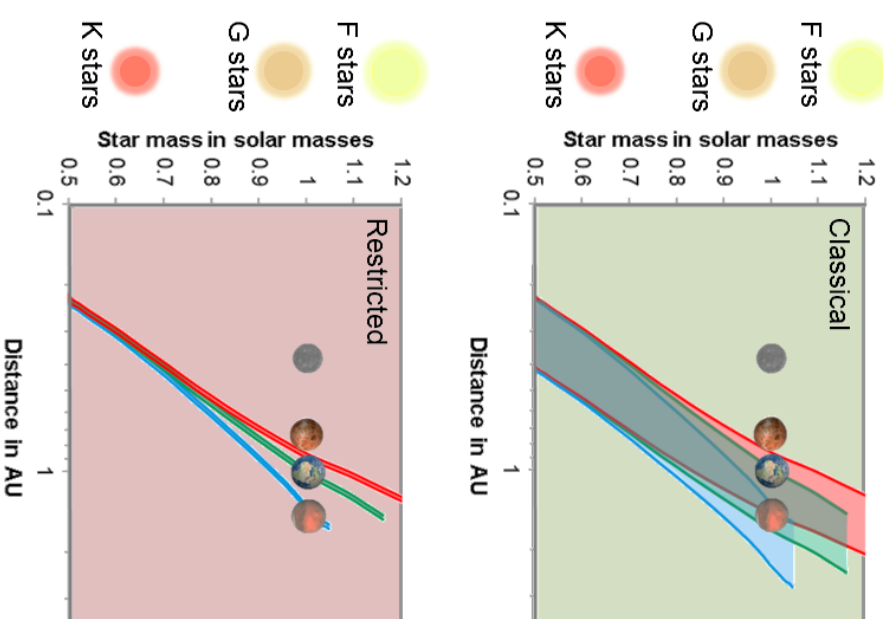 Classical
F stars
G stars
K stars
Star mass in solar masses
1.2
1.1
1
0.9
0.8
0.7
0.6
0.5
0.1
1
Distance in AU
Restricted
F stars
G stars
K stars
Star mass in solar masses
1.2
1.1
1
0.9
0.8
0.7
0.6
0.5
0.1
1
Distance in AU